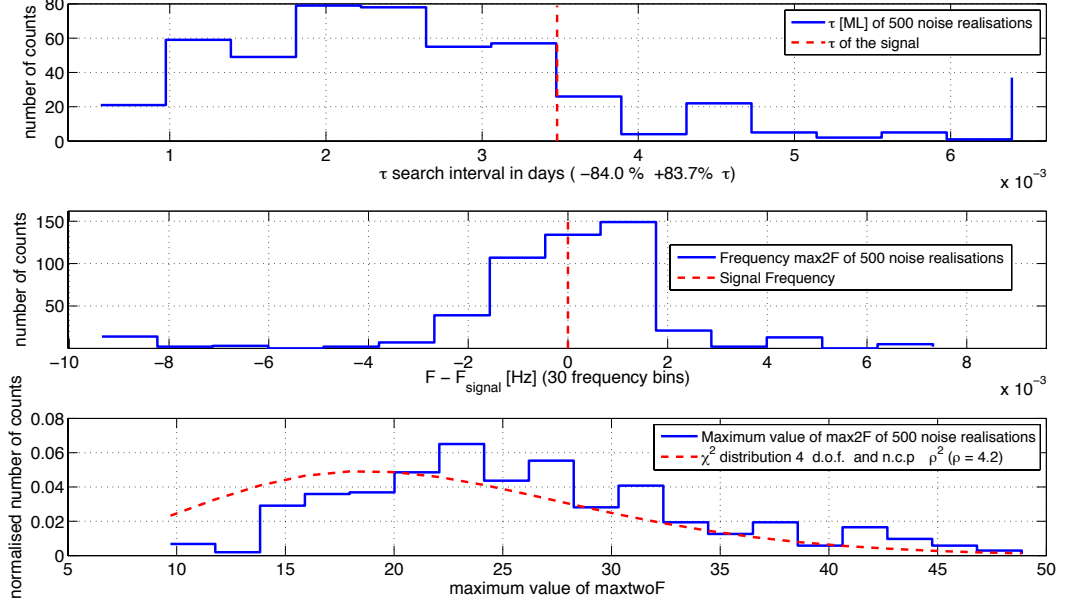 80
60
40
20
0
number of counts
τ [ML] of 500 noise realisations
τ of the signal
1 2 3 4 5 6
τ search interval in days ( −84.0 % +83.7% τ)
x 10⁻³
150
100
50
number of counts
Frequency max2F of 500 noise realisations
Signal Frequency
−10 −8 −6 −4 −2 0 2 4 6 8
F − F_signal [Hz] (30 frequency bins)
x 10⁻³
0.08
0.06
0.04
0.02
0
normalised number of counts
Maximum value of max2F of 500 noise realisations
χ² distribution 4 d.o.f. and n.c.p ρ² (ρ = 4.2)
5 10 15 20 25 30 35 40 45 50
maximum value of maxtwoF